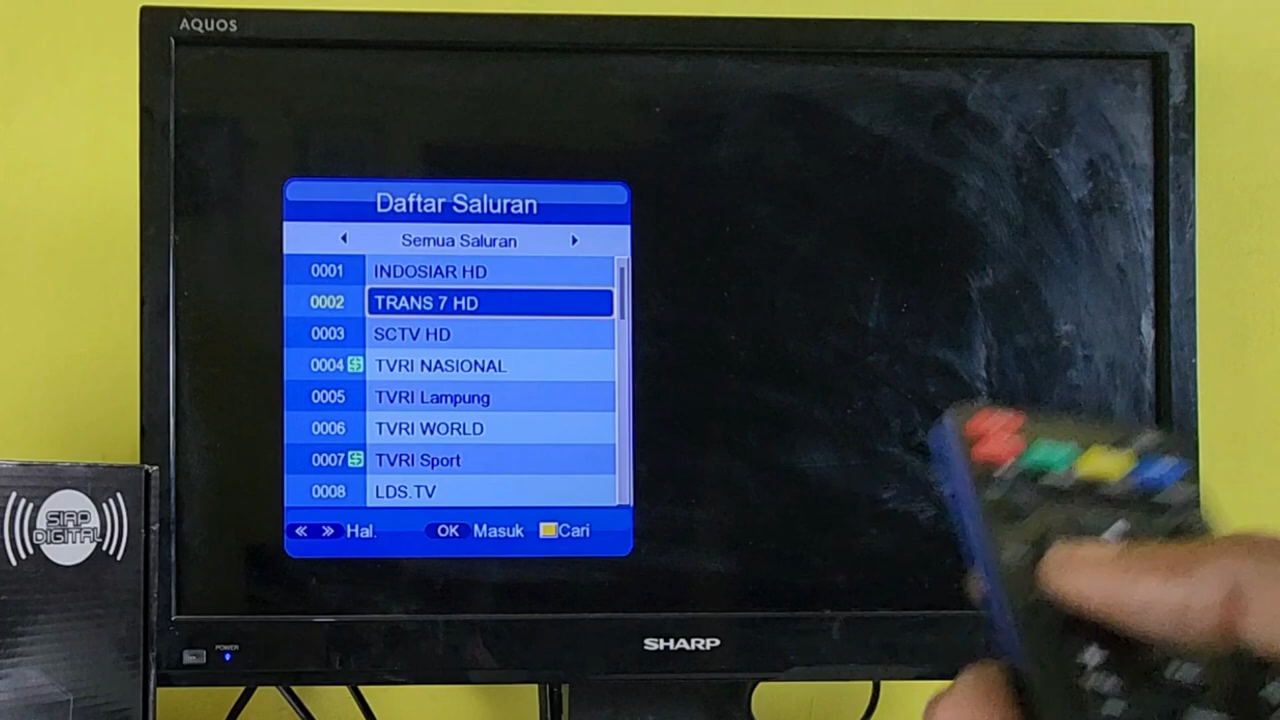 AQUOS
Daftar Saluran
Semua Saluran
0001 INDOSIAR HD
0002 TRANS 7 HD
0003 SCTV HD
0004 TVRI NASIONAL
0005 TVRI Lampung
0006 TVRI WORLD
0007 TVRI Sport
0008 LDS.TV
Hal. OK Masuk Cari
SIAP
DIGITAL
POWER
SHARP